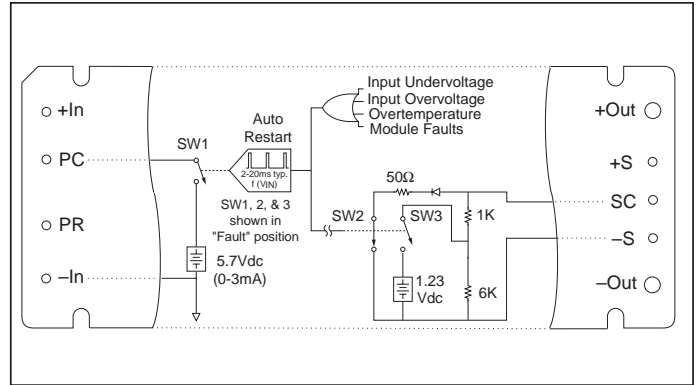 +In
PC
PR
–In
SW1
Auto
Restart
2-20ms typ.
f (VIN)
SW1, 2, & 3
shown in
"Fault" position
5.7Vdc
(0-3mA)
Input Undervoltage
Input Overvoltage
Overtemperature
Module Faults
50Ω
SW2
SW3
1K
1.23
Vdc
6K
+Out
+S
SC
–S
–Out